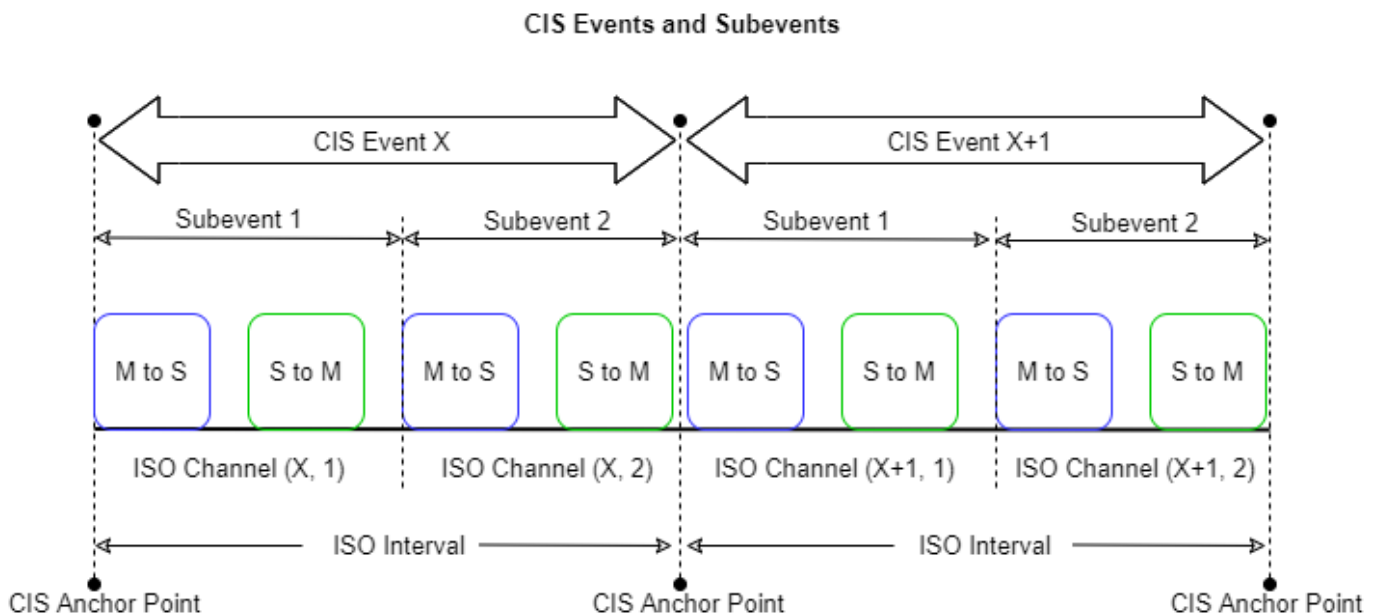 CIS Events and Subevents
CIS Event X
CIS Event X+1
Subevent 1
Subevent 2
Subevent 1
Subevent 2
M to S
S to M
M to S
S to M
M to S
S to M
M to S
S to M
ISO Channel (X, 1)
ISO Channel (X, 2)
ISO Channel (X+1, 1)
ISO Channel (X+1, 2)
ISO Interval
ISO Interval
CIS Anchor Point
CIS Anchor Point
CIS Anchor Point